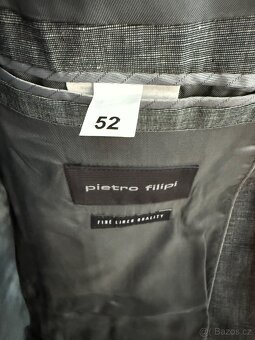 52
pietro filipi
FINE LINEN QUALITY
Bazos.cz